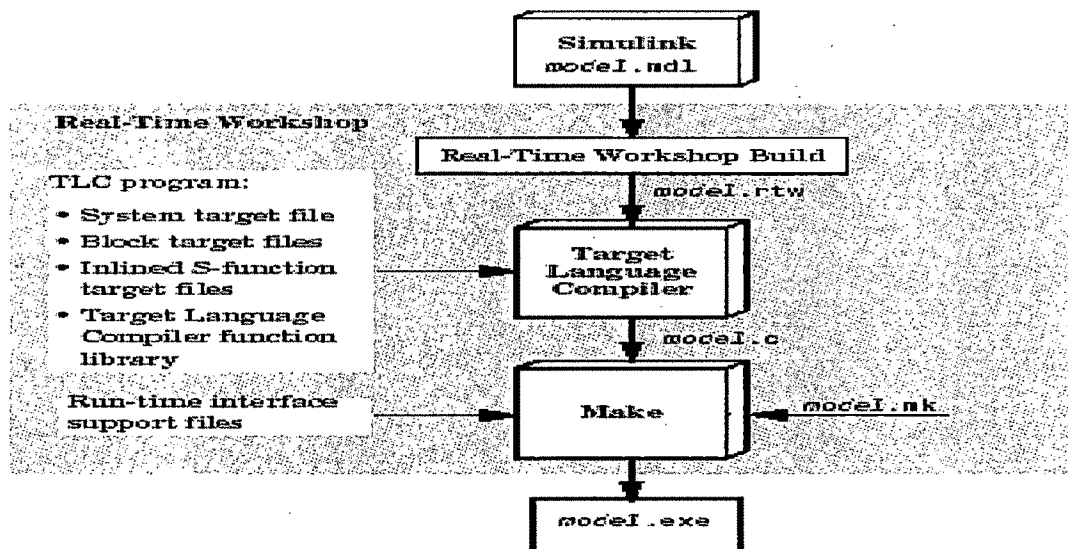 Simulink
model.mdl
Real-Time Workshop
Real-Time Workshop Build
model.rtw
TLC program:
• System target file
• Block target files
• Inlined S-function
target files
• Target Language
Compiler function
library
Target
Language
Compiler
model.c
Run-time interface
support files
Make
model.mk
model.exe